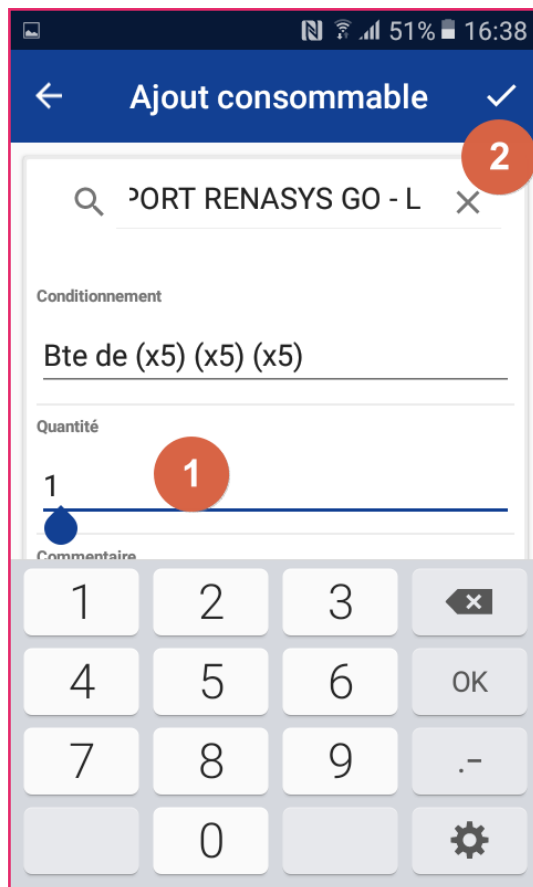 51% 16:38
Ajout consommable
2
PORT RENASYS GO - L
Conditionnement
Bte de (x5) (x5) (x5)
Quantité
1
1
Commentaire
1 2 3
4 5 6 OK
7 8 9 .-
0